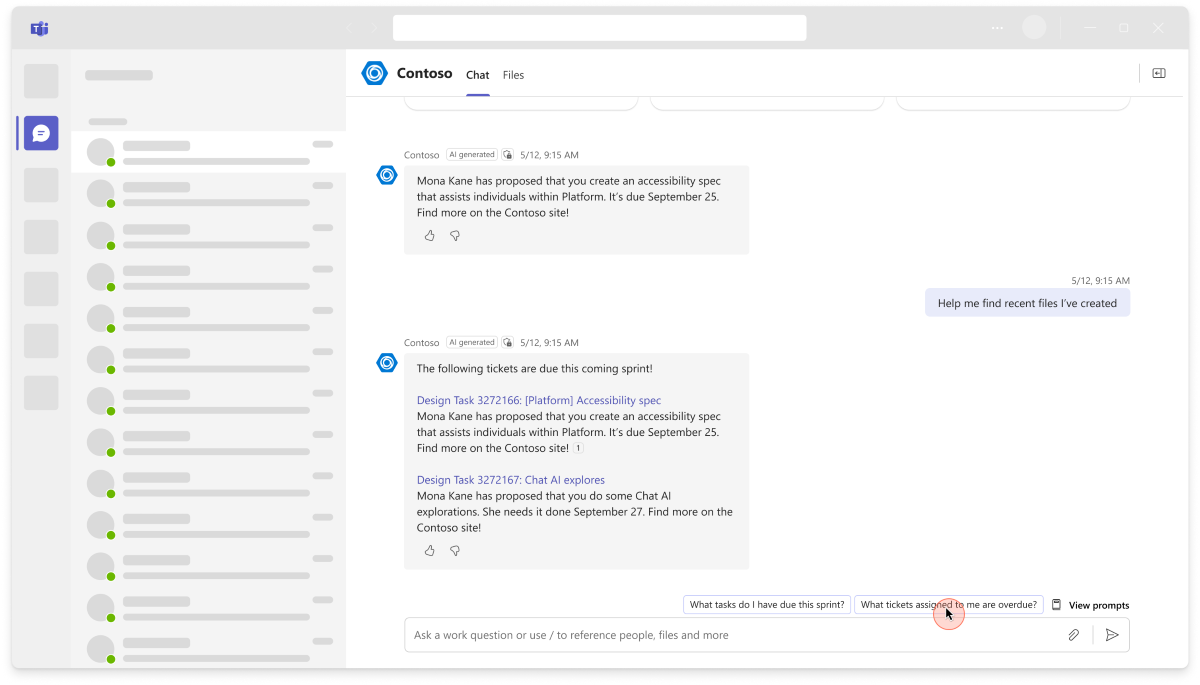 Contoso Chat Files
Contoso AI generated 5/12, 9:15 AM
Mona Kane has proposed that you create an accessibility spec
that assists individuals within Platform. It’s due September 25.
Find more on the Contoso site!
5/12, 9:15 AM
Help me find recent files I’ve created
Contoso AI generated 5/12, 9:15 AM
The following tickets are due this coming sprint!
Design Task 3272166: [Platform] Accessibility spec
Mona Kane has proposed that you create an accessibility spec
that assists individuals within Platform. It’s due September 25.
Find more on the Contoso site! 1
Design Task 3272167: Chat AI explores
Mona Kane has proposed that you do some Chat AI
explorations. She needs it done September 27. Find more on the
Contoso site!
What tasks do I have due this sprint? What tickets assigned to me are overdue? View prompts
Ask a work question or use / to reference people, files and more